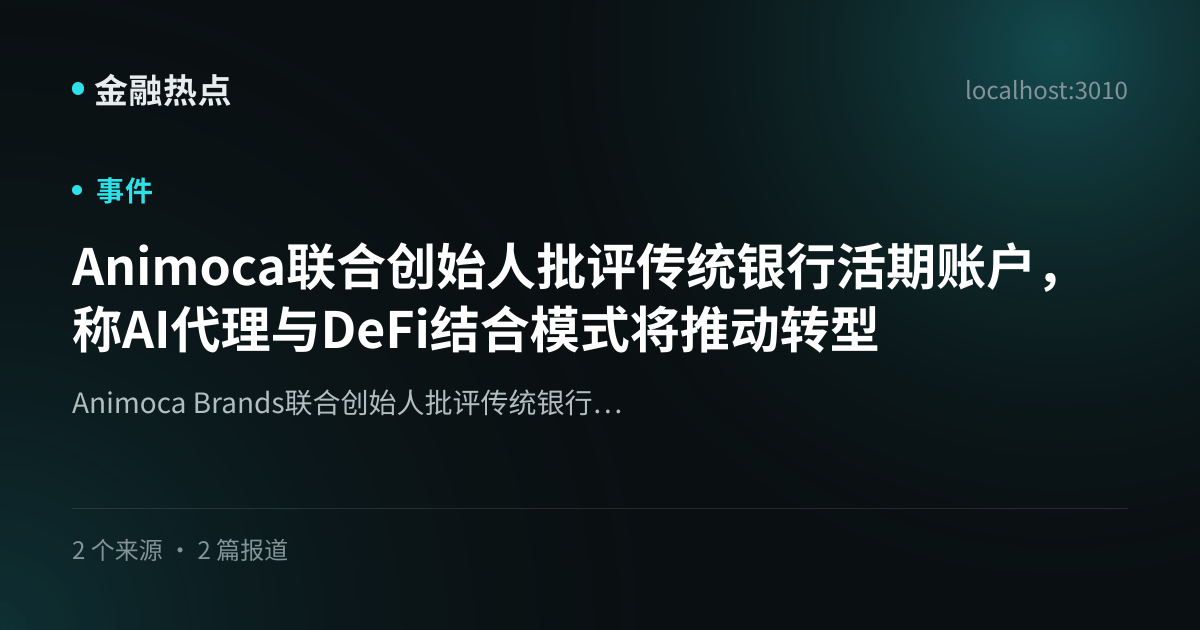 金融热点
localhost:3010
事件
Animoca联合创始人批评传统银行活期账户，
称AI代理与DeFi结合模式将推动转型
Animoca Brands联合创始人批评传统银行…
2 个来源 · 2 篇报道